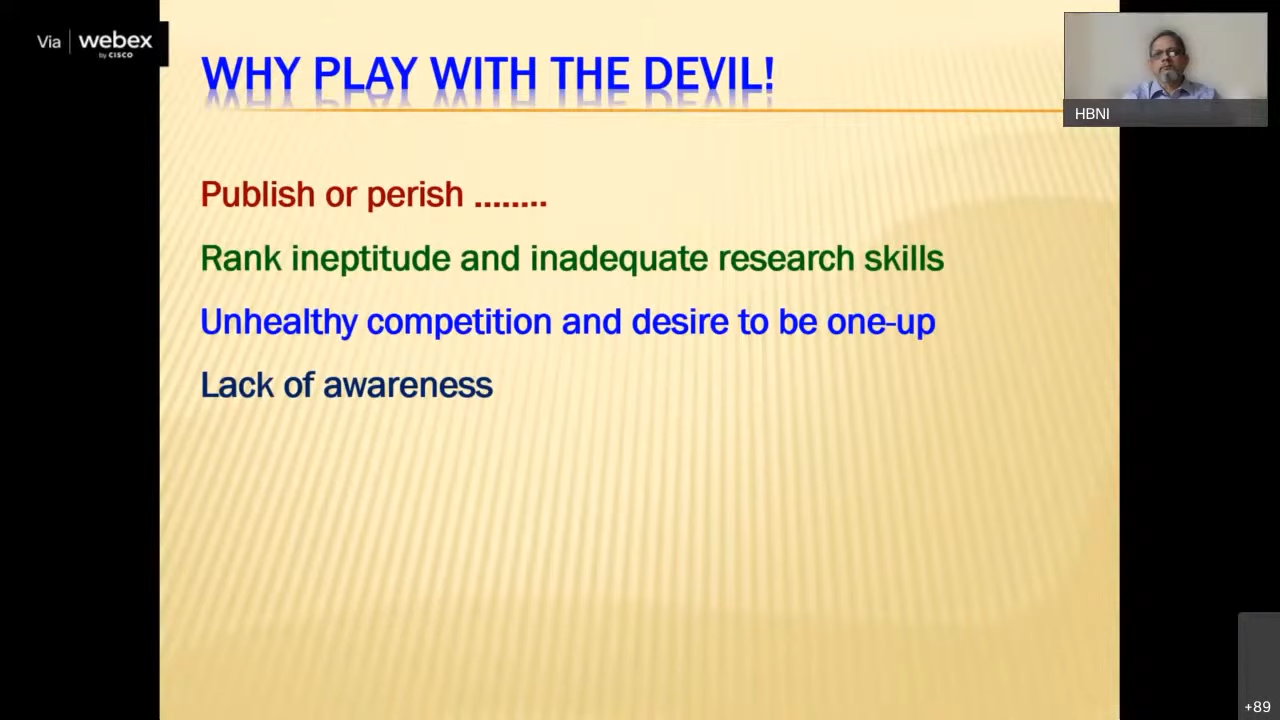 Via webex
by CISCO
WHY PLAY WITH THE DEVIL!
HBNI
Publish or perish ........
Rank ineptitude and inadequate research skills
Unhealthy competition and desire to be one-up
Lack of awareness
+89